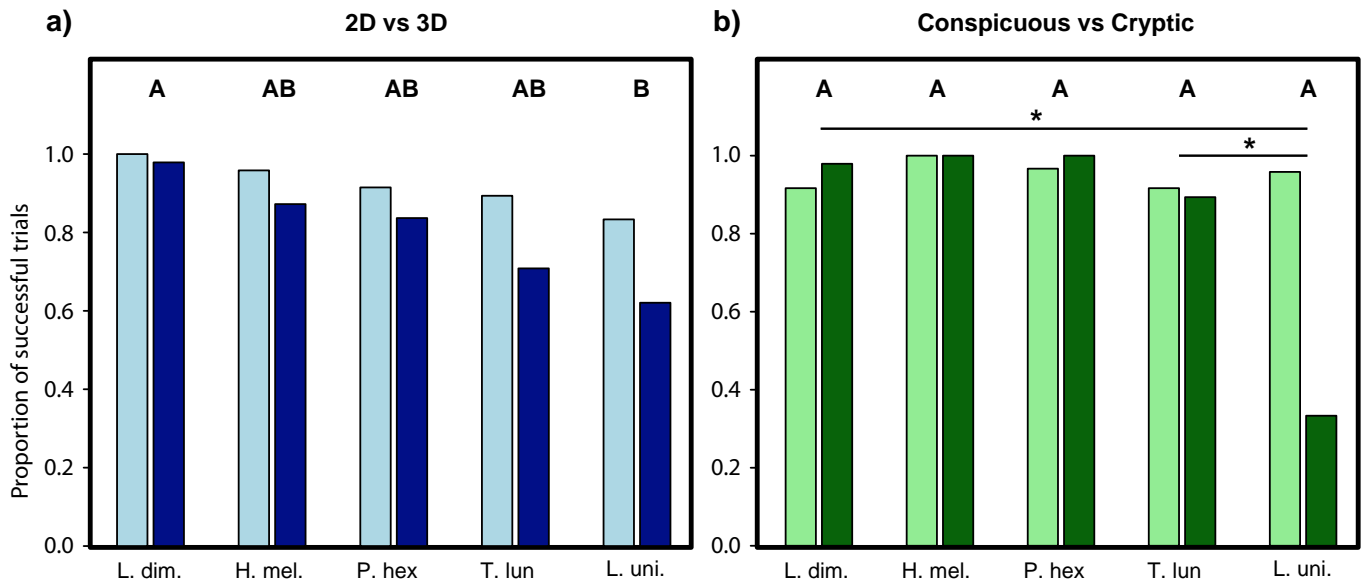 a)
2D vs 3D
A AB AB AB B
Proportion of successful trials
1.0
0.8
0.6
0.4
0.2
0.0
L. dim. H. mel. P. hex T. lun L. uni.
b)
Conspicuous vs Cryptic
A A A A A
*
*
1.0
0.8
0.6
0.4
0.2
0.0
L. dim. H. mel. P. hex T. lun L. uni.